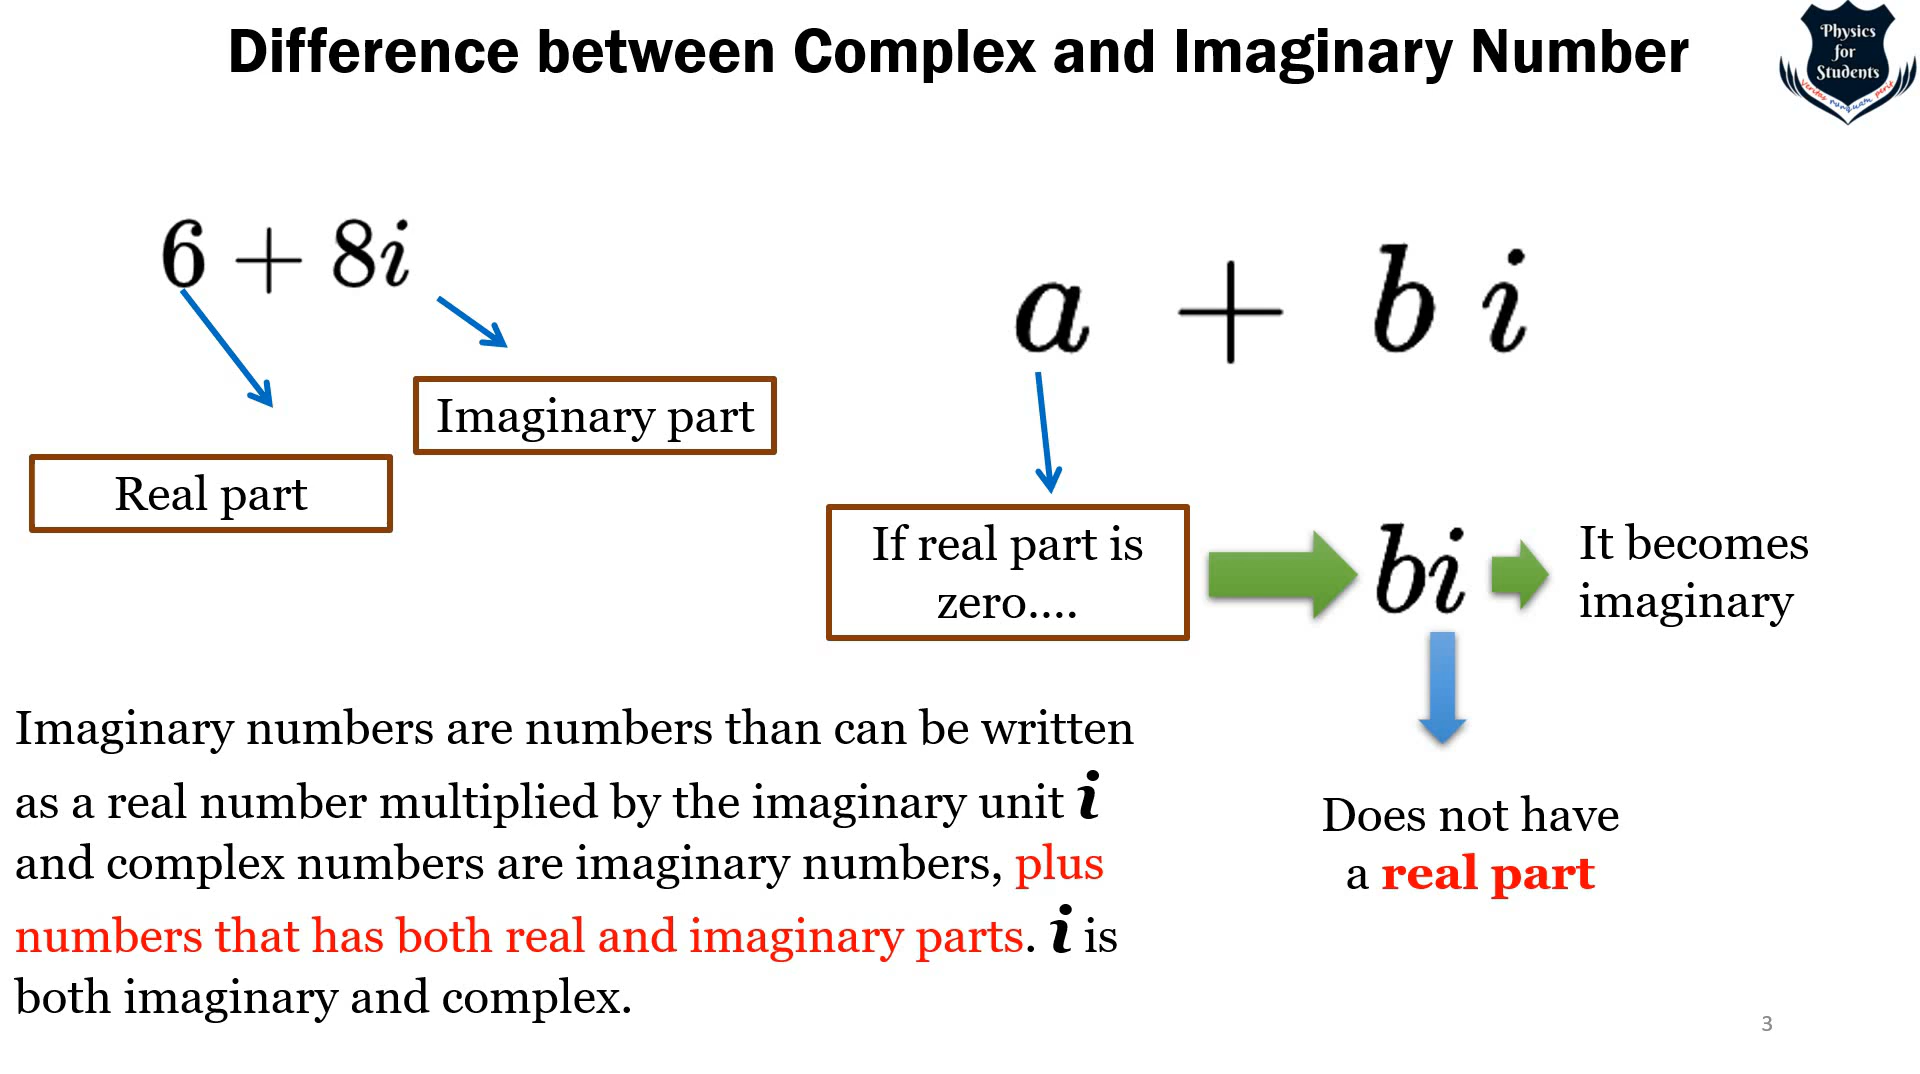 Difference between Complex and Imaginary Number
Physics
for
Students
veritas numquam perit
6 + 8i
a + b i
Imaginary part
Real part
If real part is
zero....
bi
It becomes
imaginary
Imaginary numbers are numbers than can be written
as a real number multiplied by the imaginary unit i
and complex numbers are imaginary numbers, plus
numbers that has both real and imaginary parts. i is
both imaginary and complex.
Does not have
a real part
3